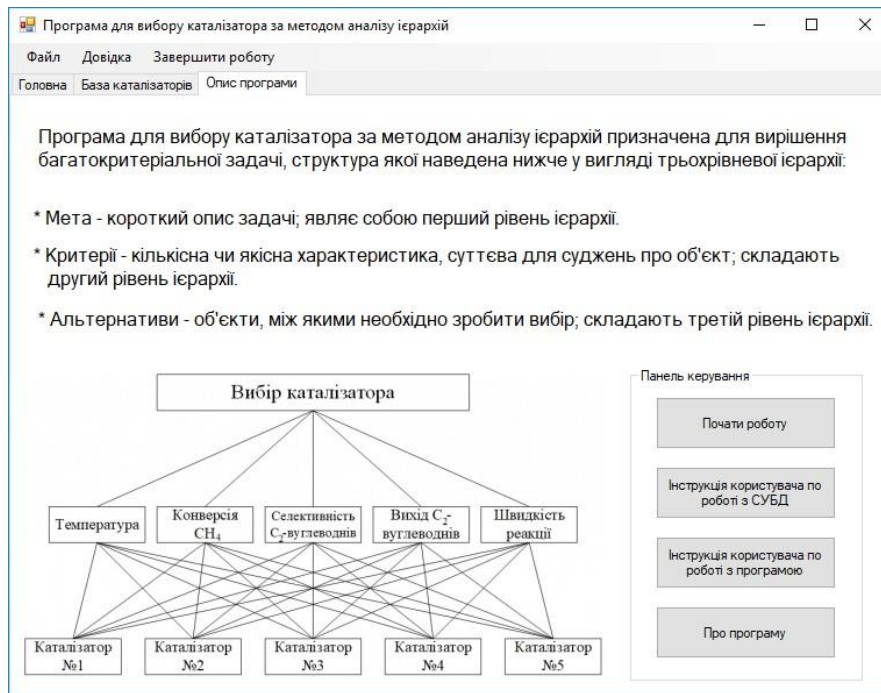 Програма для вибору каталізатора за методом аналізу ієрархій
Файл Довідка Завершити роботу
Головна База каталізаторів Опис програми
Програма для вибору каталізатора за методом аналізу ієрархій призначена для вирішення
багатокритеріальної задачі, структура якої наведена нижче у вигляді трьохрівневої ієрархії:
* Мета - короткий опис задачі; являє собою перший рівень ієрархії.
* Критерії - кількісна чи якісна характеристика, суттєва для суджень про об'єкт; складають
другий рівень ієрархії.
* Альтернативи - об'єкти, між якими необхідно зробити вибір; складають третій рівень ієрархії.
Вибір каталізатора
Температура
Конверсія
CH₄
Селективність
C₂-вуглеводнів
Вихід C₂-
вуглеводнів
Швидкість
реакції
Каталізатор
№1
Каталізатор
№2
Каталізатор
№3
Каталізатор
№4
Каталізатор
№5
Панель керування
Почати роботу
Інструкція користувача по
роботі з СУБД
Інструкція користувача по
роботі з програмою
Про програму